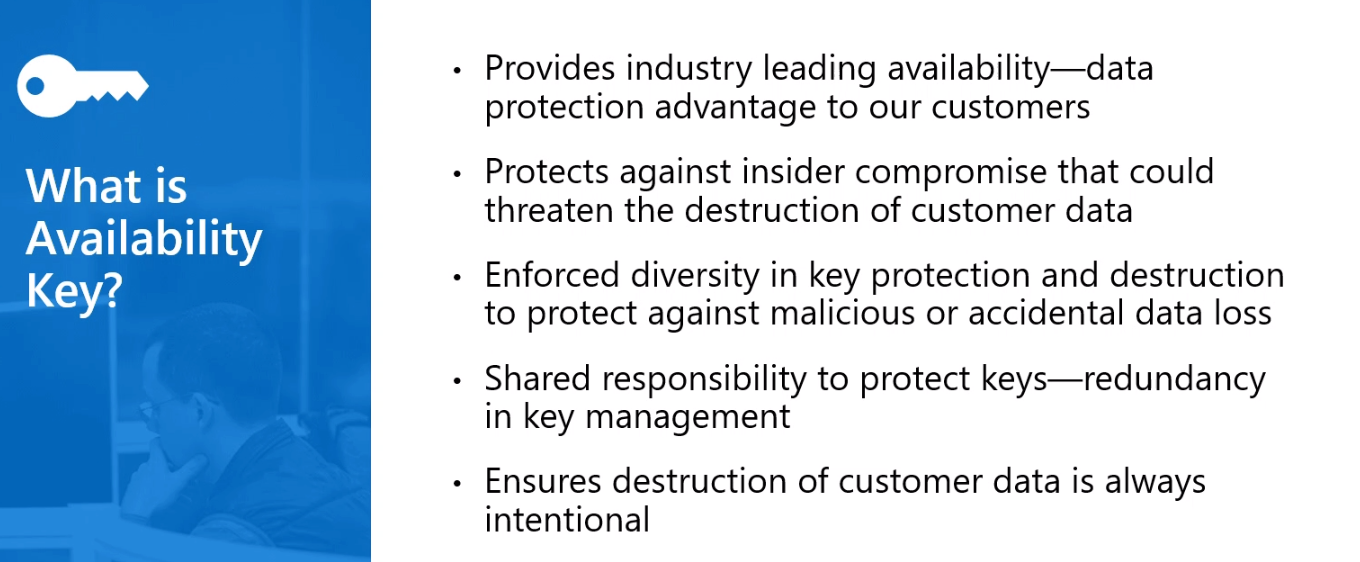 What is
Availability
Key?
• Provides industry leading availability—data
protection advantage to our customers
• Protects against insider compromise that could
threaten the destruction of customer data
• Enforced diversity in key protection and destruction
to protect against malicious or accidental data loss
• Shared responsibility to protect keys—redundancy
in key management
• Ensures destruction of customer data is always
intentional